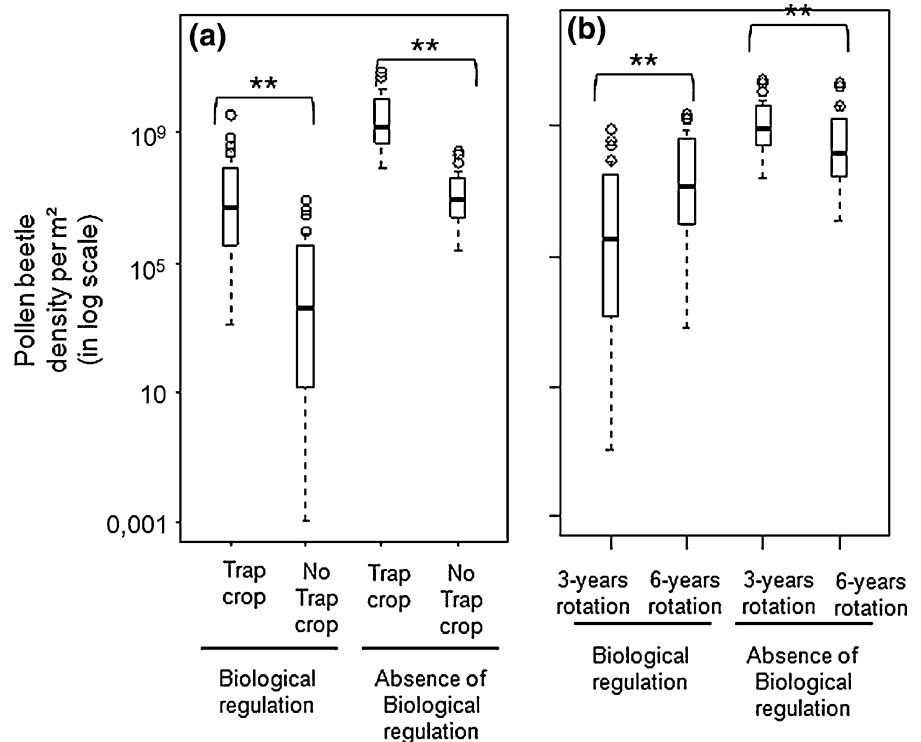 (a)
**
**
Pollen beetle
density per m²
(in log scale)
10⁹
10⁵
10
0,001
Trap
crop
No
Trap
crop
Trap
crop
No
Trap
crop
Biological
regulation
Absence of
Biological
regulation
(b)
**
**
3-years
rotation
6-years
rotation
3-years
rotation
6-years
rotation
Biological
regulation
Absence of
Biological
regulation